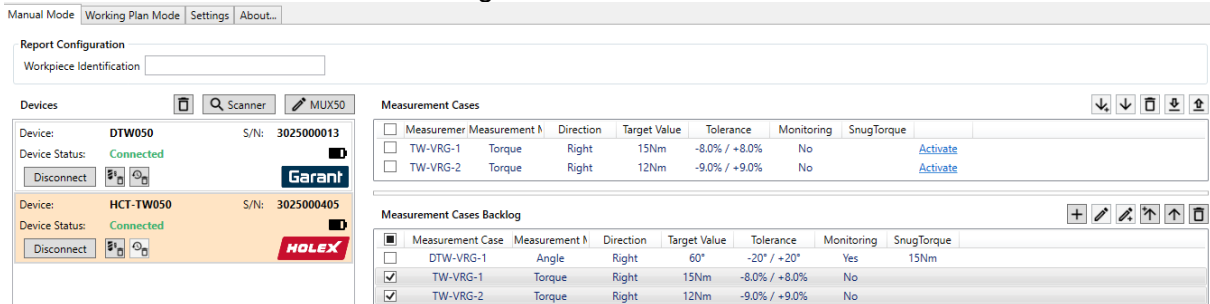 Manual Mode Working Plan Mode Settings About...
Report Configuration
Workpiece Identification
Devices Scanner MUX50
Device: DTW050 S/N: 3025000013
Device Status: Connected
Disconnect Garant
Device: HCT-TW050 S/N: 3025000405
Device Status: Connected
Disconnect HOLEX
Measurement Cases
Measuremer Measurement M Direction Target Value Tolerance Monitoring SnugTorque
TW-VRG-1 Torque Right 15Nm -8.0% / +8.0% No Activate
TW-VRG-2 Torque Right 12Nm -9.0% / +9.0% No Activate
Measurement Cases Backlog
Measurement Case Measurement M Direction Target Value Tolerance Monitoring SnugTorque
DTW-VRG-1 Angle Right 60° -20° / +20° Yes 15Nm
TW-VRG-1 Torque Right 15Nm -8.0% / +8.0% No
TW-VRG-2 Torque Right 12Nm -9.0% / +9.0% No